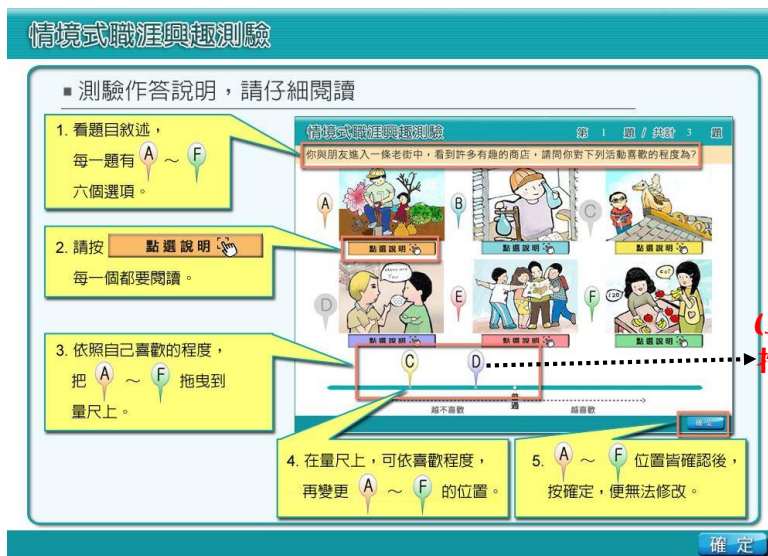 情境式職涯興趣測驗
▪測驗作答說明，請仔細閱讀
1. 看題目敘述，
每一題有 A ～ F
六個選項。
2. 請按 點選說明
每一個都要閱讀。
3. 依照自己喜歡的程度，
把 A ～ F 拖曳到
量尺上。
情境式職涯興趣測驗 第 1 題 / 共計 3 題
你與朋友進入一條老街中，看到許多有趣的商店，請問你對下列活動喜歡的程度為?
A B C
點選說明 點選說明 點選說明
D E F
點選說明 點選說明 點選說明
C D
普通
越不喜歡 越喜歡
確定
4. 在量尺上，可依喜歡程度，
再變更 A ～ F 的位置。
5. A ～ F 位置皆確認後，
按確定，便無法修改。
確 定